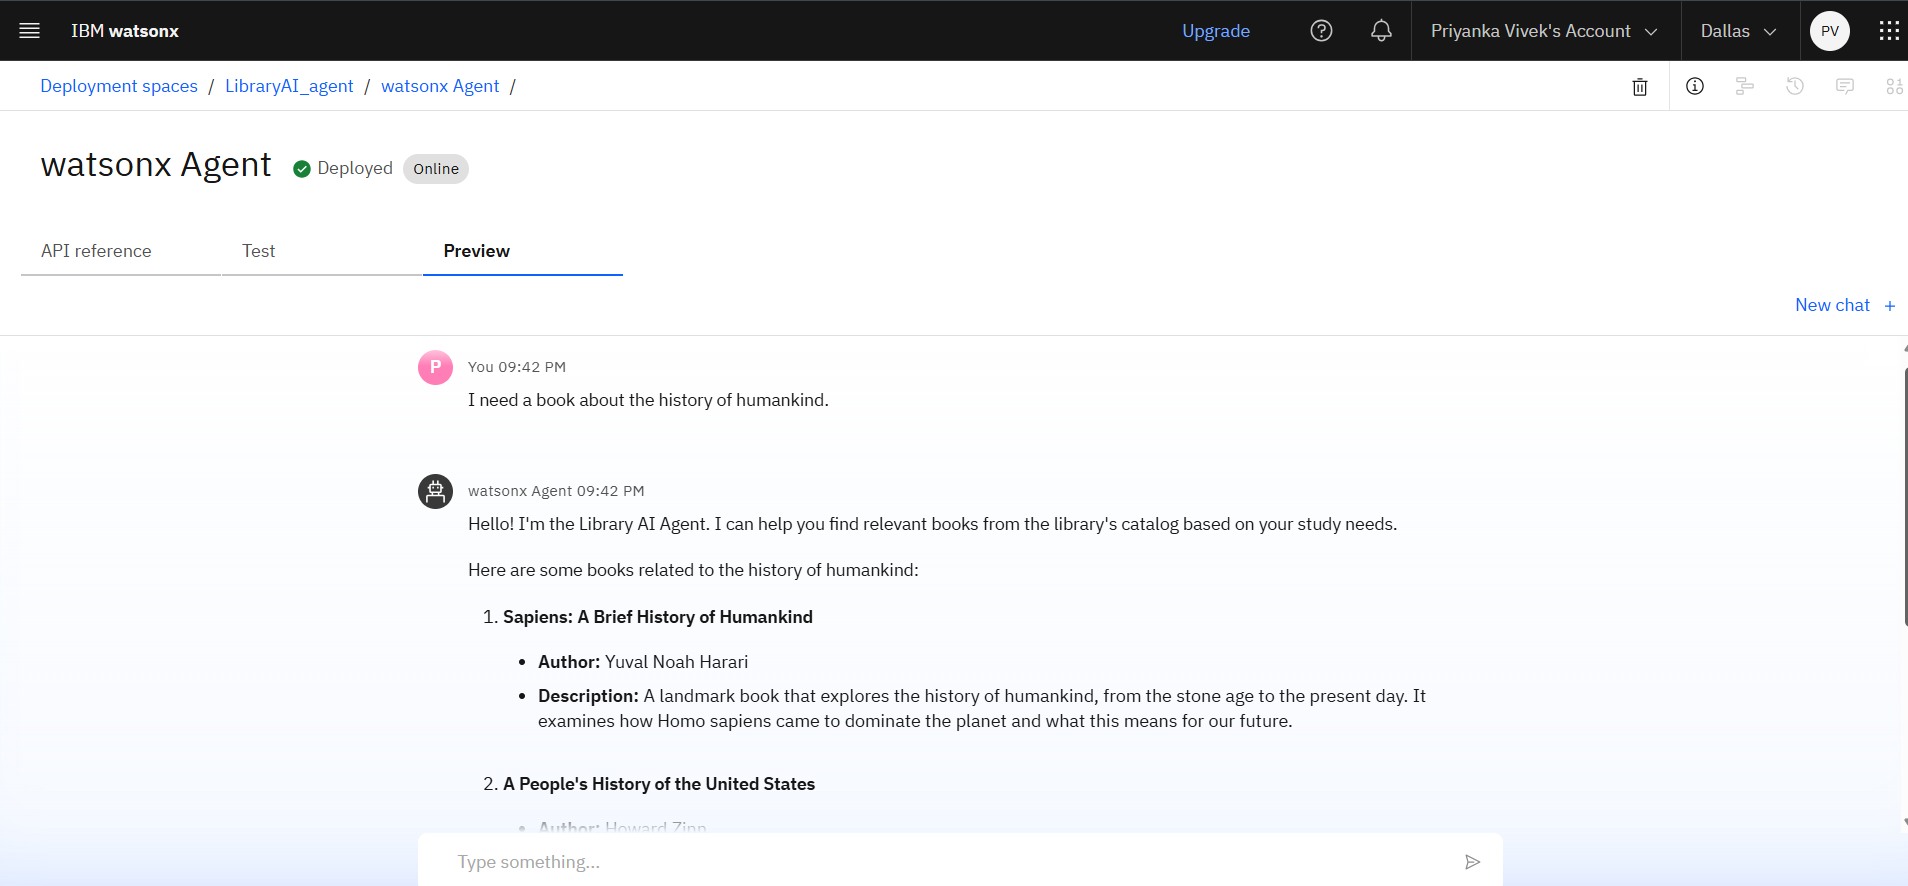 IBM watsonx
Upgrade
Priyanka Vivek's Account
Dallas
PV
Deployment spaces / LibraryAI_agent / watsonx Agent /
watsonx Agent
Deployed
Online
API reference
Test
Preview
New chat +
P
You 09:42 PM
I need a book about the history of humankind.
watsonx Agent 09:42 PM
Hello! I'm the Library AI Agent. I can help you find relevant books from the library's catalog based on your study needs.
Here are some books related to the history of humankind:
1. Sapiens: A Brief History of Humankind
• Author: Yuval Noah Harari
• Description: A landmark book that explores the history of humankind, from the stone age to the present day. It
examines how Homo sapiens came to dominate the planet and what this means for our future.
2. A People's History of the United States
• Author: Howard Zinn
Type something...